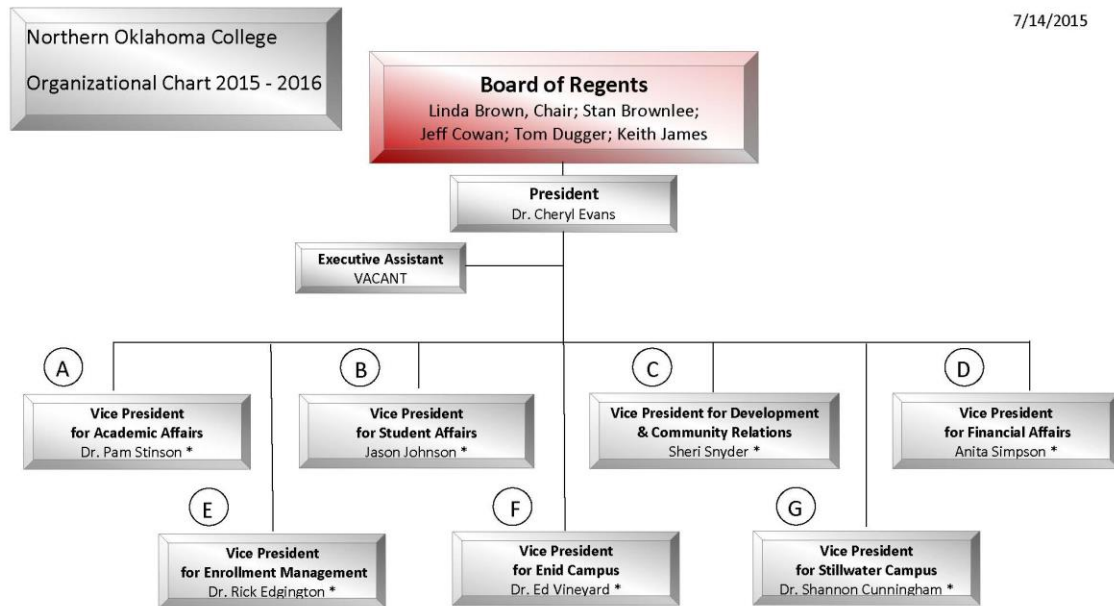 Northern Oklahoma College
Organizational Chart 2015 - 2016
7/14/2015
Board of Regents
Linda Brown, Chair; Stan Brownlee;
Jeff Cowan; Tom Dugger; Keith James
President
Dr. Cheryl Evans
Executive Assistant
VACANT
A
Vice President
for Academic Affairs
Dr. Pam Stinson *
B
Vice President
for Student Affairs
Jason Johnson *
C
Vice President for Development
& Community Relations
Sheri Snyder *
D
Vice President
for Financial Affairs
Anita Simpson *
E
Vice President
for Enrollment Management
Dr. Rick Edgington *
F
Vice President
for Enid Campus
Dr. Ed Vineyard *
G
Vice President
for Stillwater Campus
Dr. Shannon Cunningham *